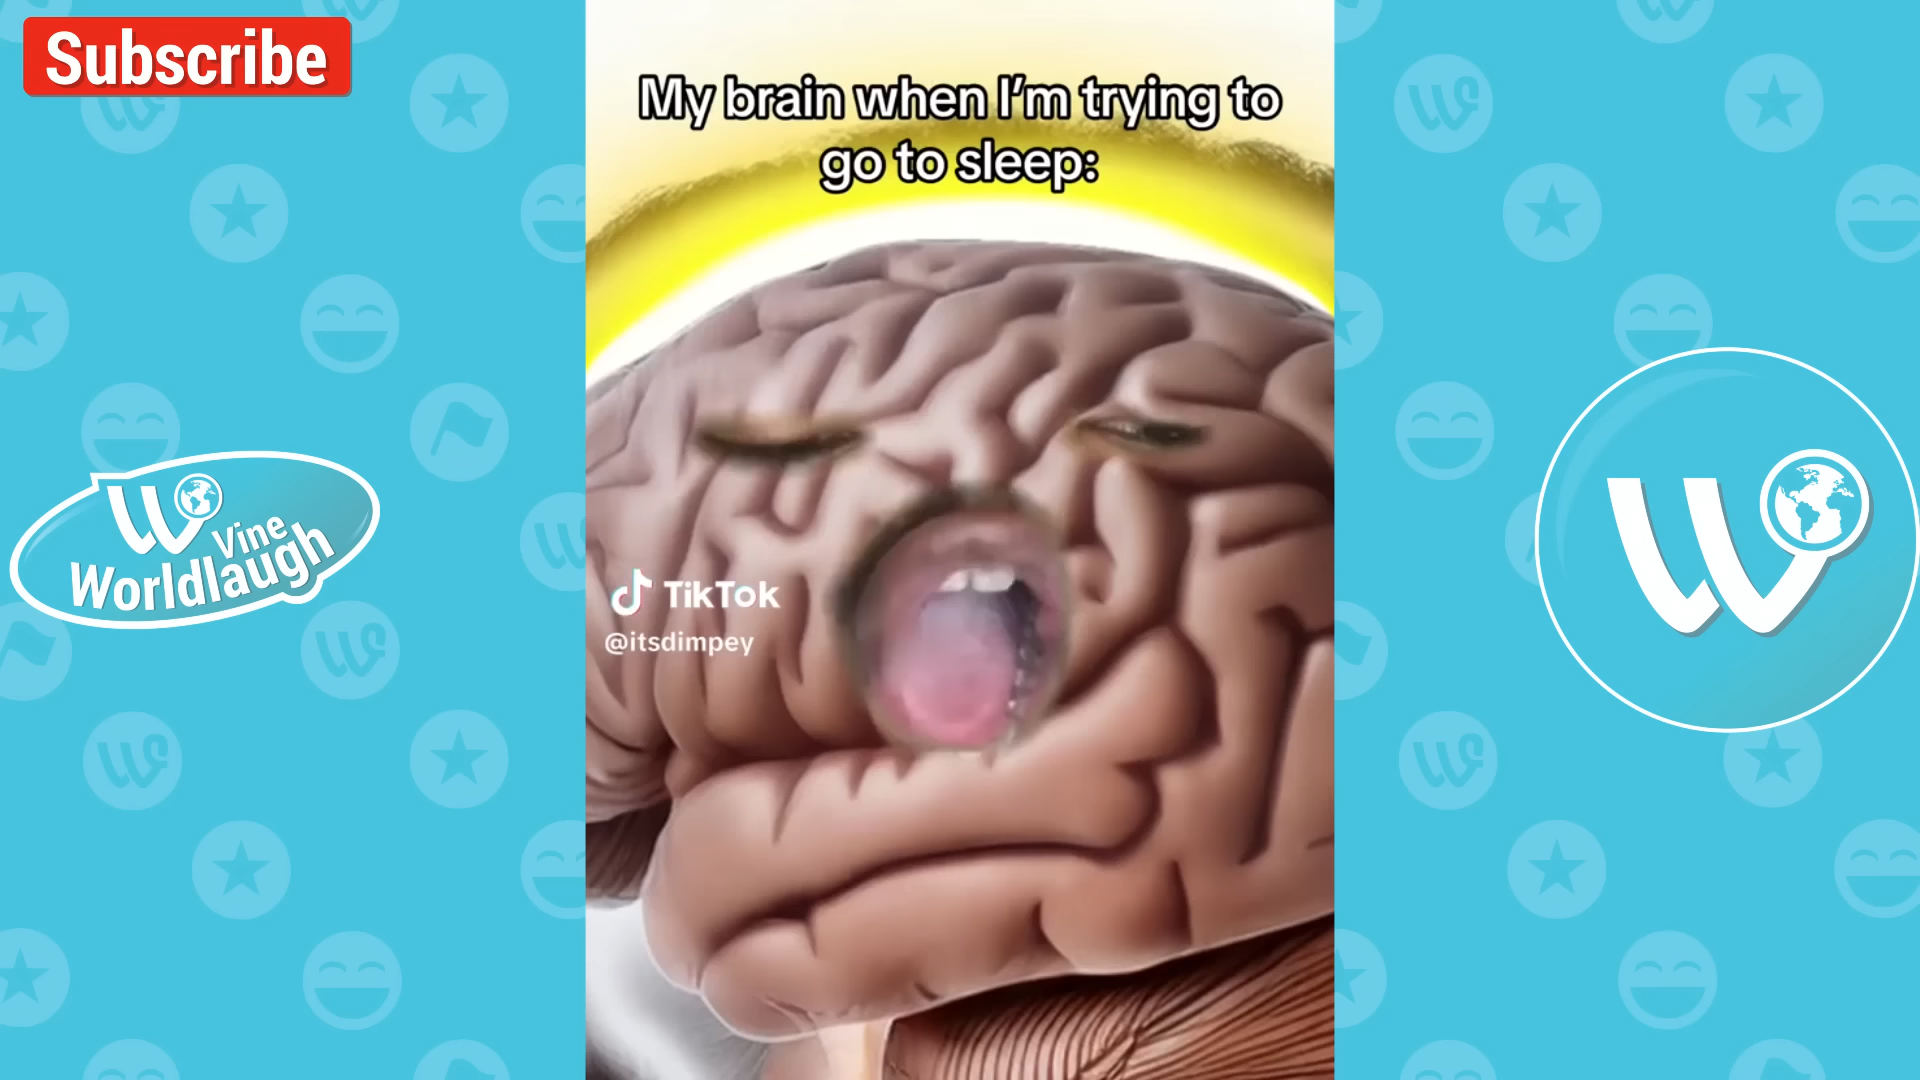 Subscribe
My brain when I'm trying to
go to sleep:
W
Vine
Worldlaugh
TikTok
@itsdimpey
W